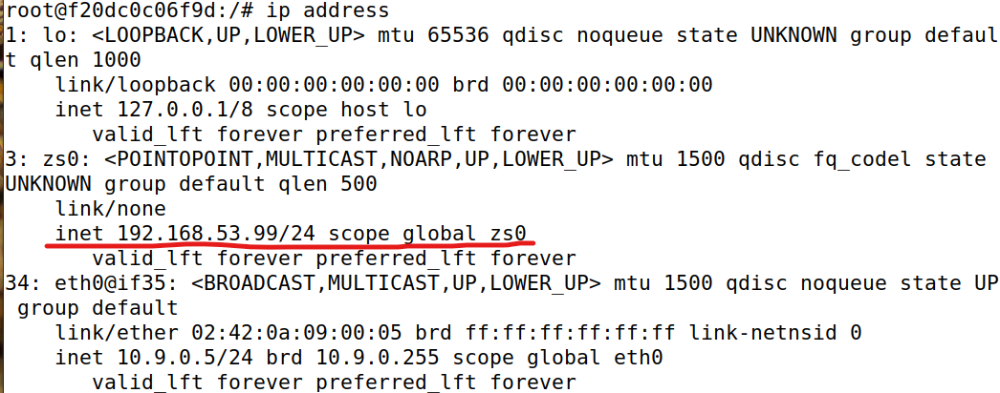 root@f20dc0c06f9d:/# ip address
1: lo: <LOOPBACK,UP,LOWER_UP> mtu 65536 qdisc noqueue state UNKNOWN group defaul
t qlen 1000
    link/loopback 00:00:00:00:00:00 brd 00:00:00:00:00:00
    inet 127.0.0.1/8 scope host lo
       valid_lft forever preferred_lft forever
3: zs0: <POINTOPOINT,MULTICAST,NOARP,UP,LOWER_UP> mtu 1500 qdisc fq_codel state
UNKNOWN group default qlen 500
    link/none
    inet 192.168.53.99/24 scope global zs0
       valid_lft forever preferred_lft forever
34: eth0@if35: <BROADCAST,MULTICAST,UP,LOWER_UP> mtu 1500 qdisc noqueue state UP
 group default
    link/ether 02:42:0a:09:00:05 brd ff:ff:ff:ff:ff:ff link-netnsid 0
    inet 10.9.0.5/24 brd 10.9.0.255 scope global eth0
       valid_lft forever preferred_lft forever